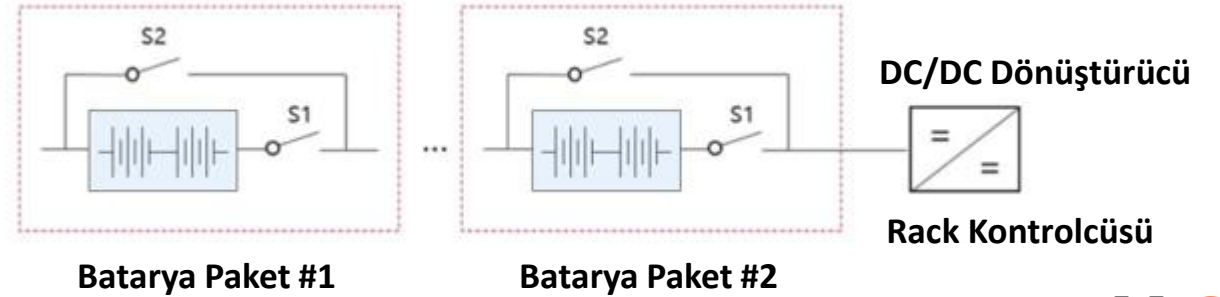 S2
S1
S2
S1
...
DC/DC Dönüştürücü
=
=
Rack Kontrolcüsü
Batarya Paket #1
Batarya Paket #2